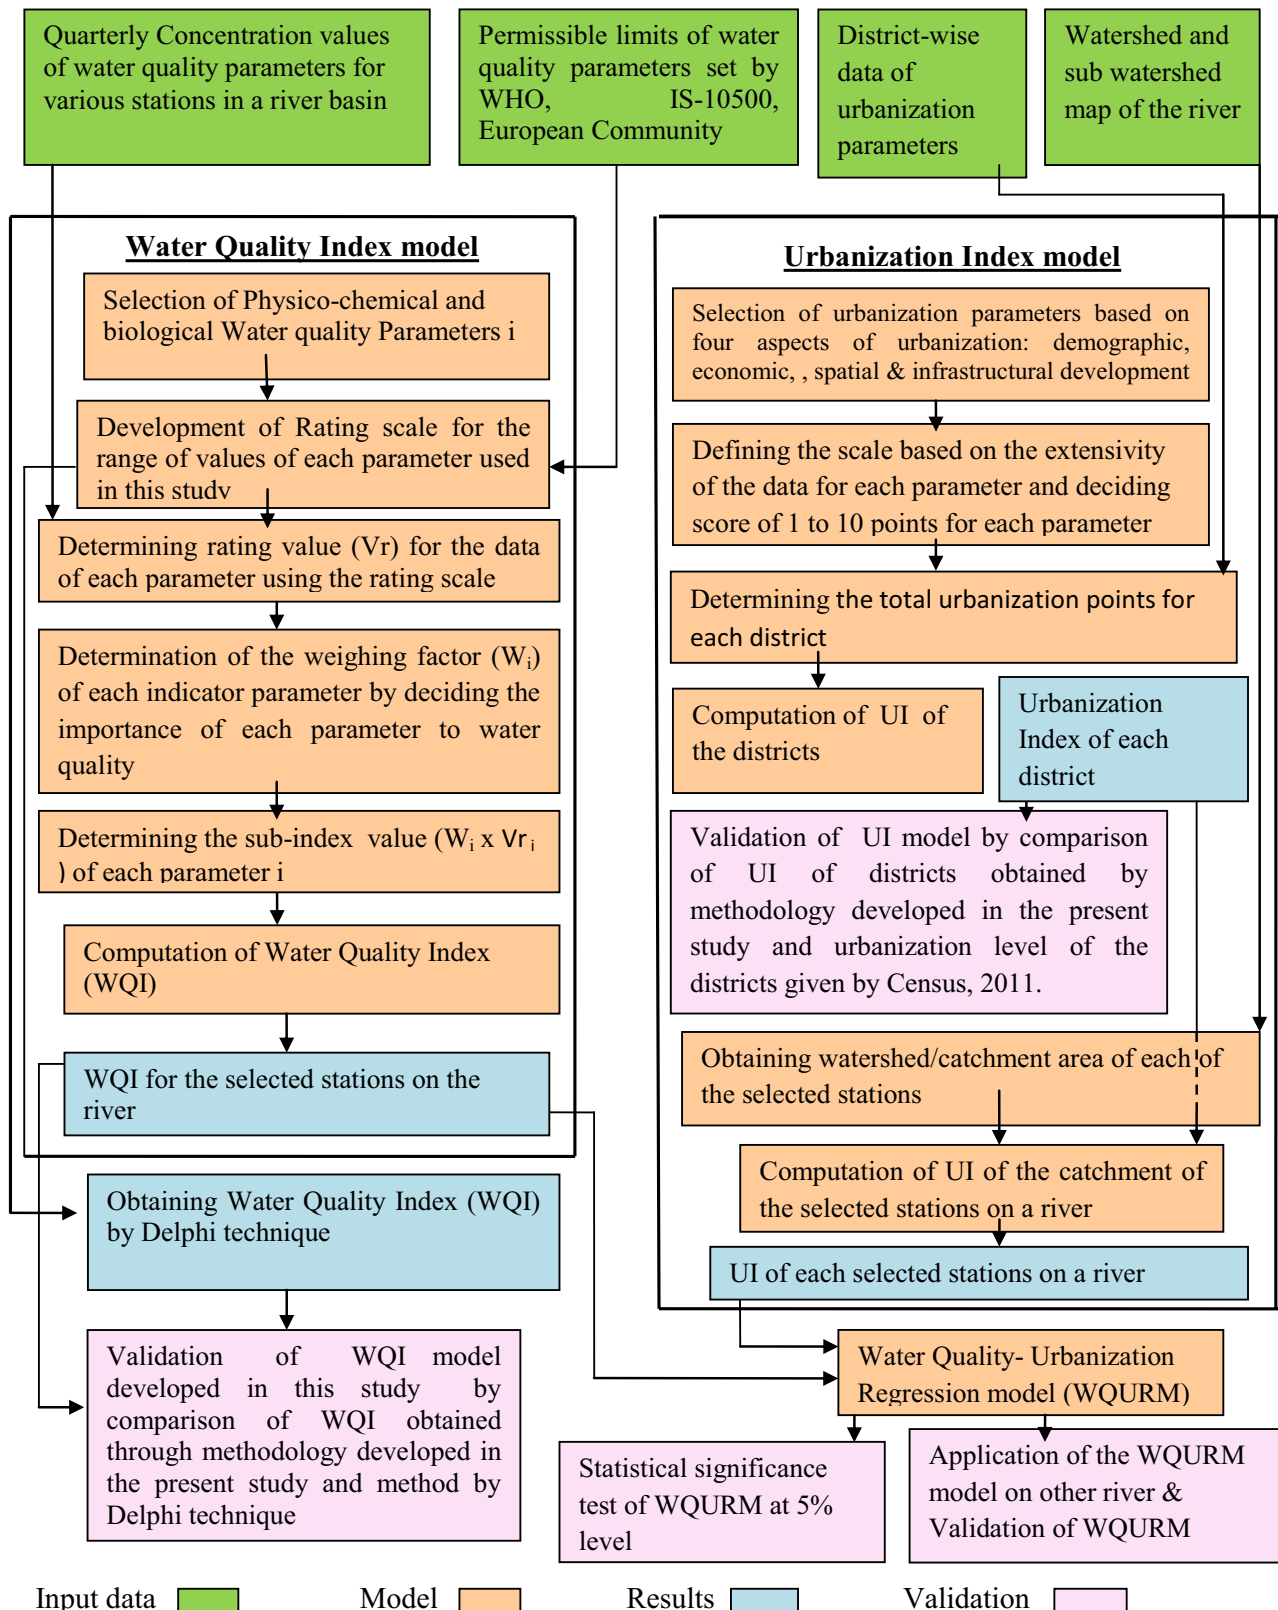 Quarterly Concentration values
of water quality parameters for
various stations in a river basin
Permissible limits of water
quality parameters set by
WHO, IS-10500,
European Community
District-wise
data of
urbanization
parameters
Watershed and
sub watershed
map of the river
Water Quality Index model
Selection of Physico-chemical and
biological Water quality Parameters i
Development of Rating scale for the
range of values of each parameter used
in this study
Determining rating value (Vr) for the data
of each parameter using the rating scale
Determination of the weighing factor (Wi)
of each indicator parameter by deciding the
importance of each parameter to water
quality
Determining the sub-index value (Wi x Vr i
) of each parameter i
Computation of Water Quality Index
(WQI)
WQI for the selected stations on the
river
Obtaining Water Quality Index (WQI)
by Delphi technique
Validation of WQI model
developed in this study by
comparison of WQI obtained
through methodology developed in
the present study and method by
Delphi technique
Urbanization Index model
Selection of urbanization parameters based on
four aspects of urbanization: demographic,
economic, , spatial & infrastructural development
Defining the scale based on the extensivity
of the data for each parameter and deciding
score of 1 to 10 points for each parameter
Determining the total urbanization points for
each district
Computation of UI of
the districts
Urbanization
Index of each
district
Validation of UI model by comparison
of UI of districts obtained by
methodology developed in the present
study and urbanization level of the
districts given by Census, 2011.
Obtaining watershed/catchment area of each of
the selected stations
Computation of UI of the catchment of
the selected stations on a river
UI of each selected stations on a river
Water Quality- Urbanization
Regression model (WQURM)
Statistical significance
test of WQURM at 5%
level
Application of the WQURM
model on other river &
Validation of WQURM
Input data Model Results Validation